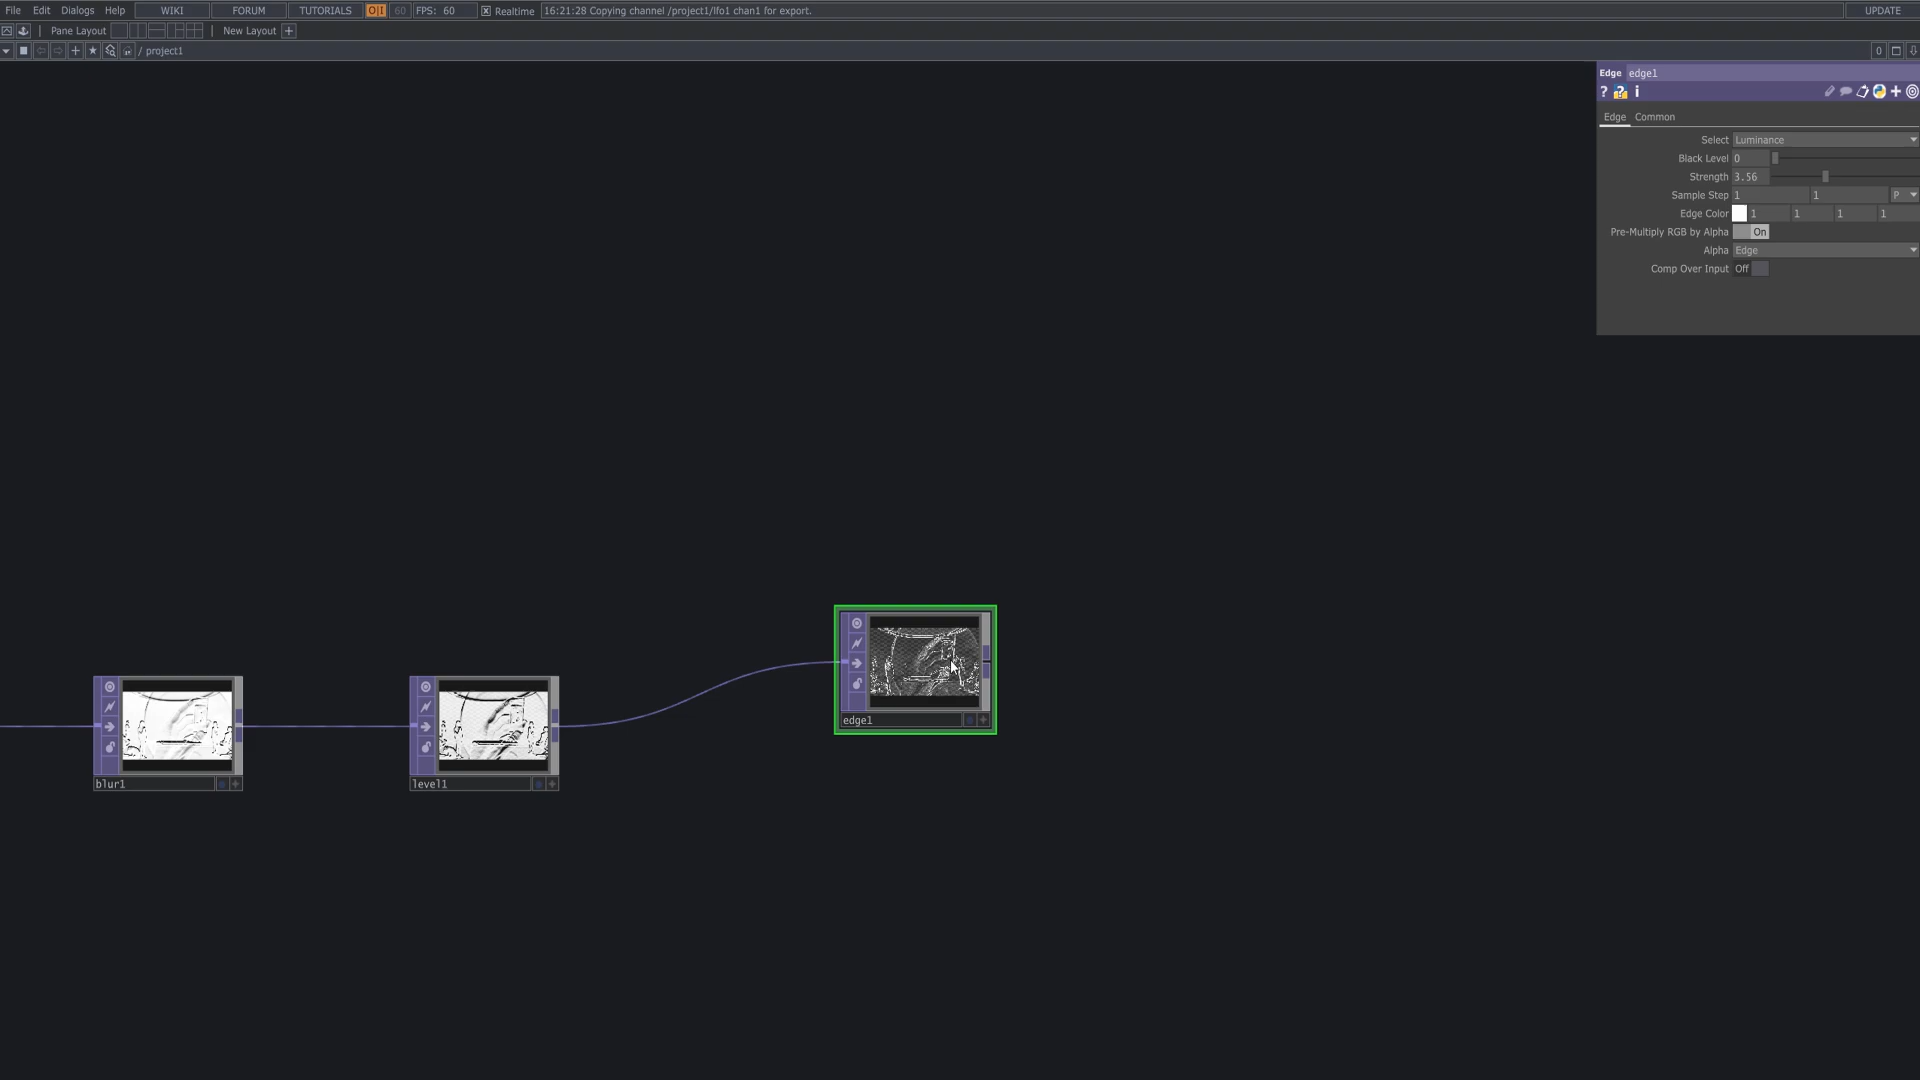 File Edit Dialogs Help WIKI FORUM TUTORIALS O|I 60 FPS: 60 Realtime 16:21:28 Copying channel /project1/lfo1 chan1 for export. UPDATE
Pane Layout New Layout +
/ project1 0
Edge edge1
? ? i
Edge Common
Select Luminance
Black Level 0
Strength 3.56
Sample Step 1 1 P
Edge Color 1 1 1 1
Pre-Multiply RGB by Alpha On
Alpha Edge
Comp Over Input Off
edge1
blur1 level1